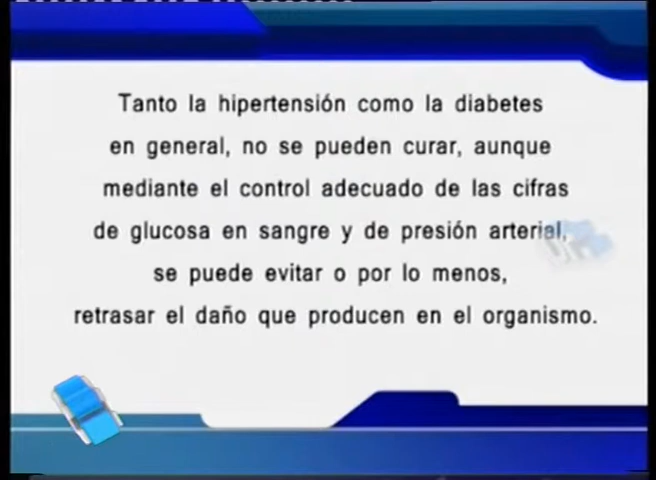 Tanto la hipertensión como la diabetes
en general, no se pueden curar, aunque
mediante el control adecuado de las cifras
de glucosa en sangre y de presión arterial,
se puede evitar o por lo menos,
retrasar el daño que producen en el organismo.